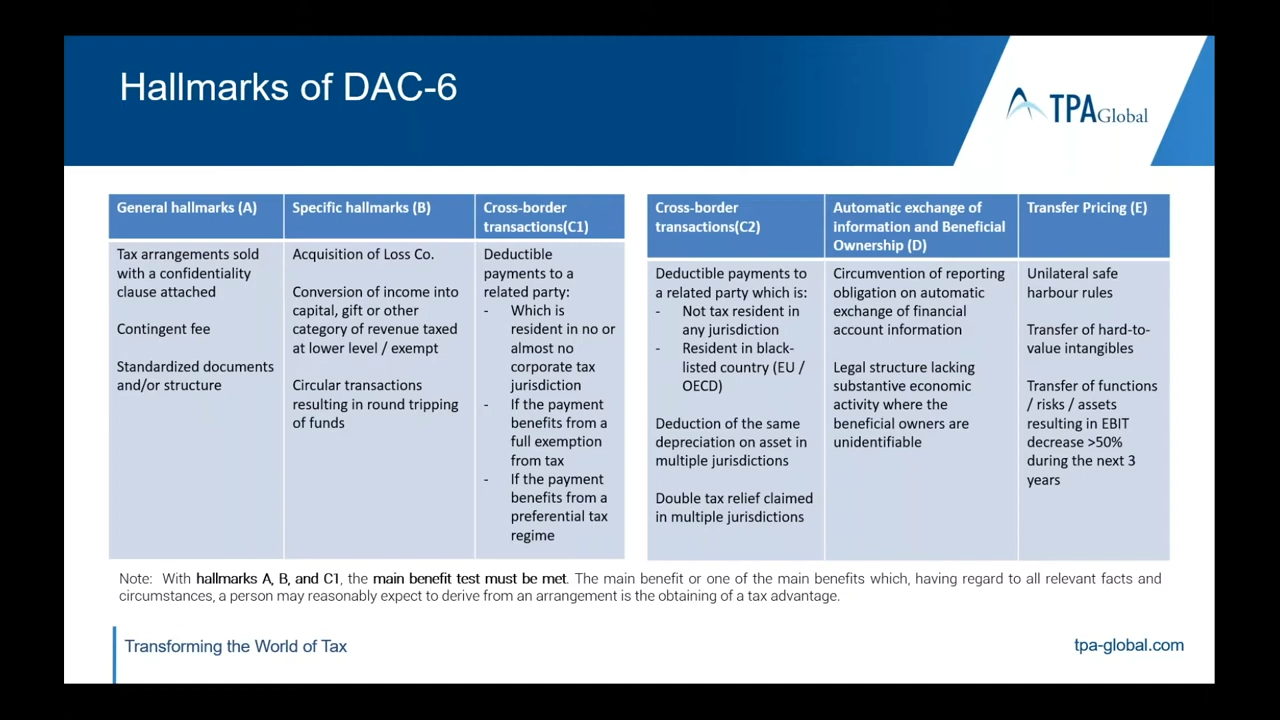 Hallmarks of DAC-6
TPA Global
General hallmarks (A)
Tax arrangements sold
with a confidentiality
clause attached
Contingent fee
Standardized documents
and/or structure
Specific hallmarks (B)
Acquisition of Loss Co.
Conversion of income into
capital, gift or other
category of revenue taxed
at lower level / exempt
Circular transactions
resulting in round tripping
of funds
Cross-border
transactions(C1)
Deductible
payments to a
related party:
- Which is
resident in no or
almost no
corporate tax
jurisdiction
- If the payment
benefits from a
full exemption
from tax
- If the payment
benefits from a
preferential tax
regime
Cross-border
transactions(C2)
Deductible payments to
a related party which is:
- Not tax resident in
any jurisdiction
- Resident in black-
listed country (EU /
OECD)
Deduction of the same
depreciation on asset in
multiple jurisdictions
Double tax relief claimed
in multiple jurisdictions
Automatic exchange of
information and Beneficial
Ownership (D)
Circumvention of reporting
obligation on automatic
exchange of financial
account information
Legal structure lacking
substantive economic
activity where the
beneficial owners are
unidentifiable
Transfer Pricing (E)
Unilateral safe
harbour rules
Transfer of hard-to-
value intangibles
Transfer of functions
/ risks / assets
resulting in EBIT
decrease >50%
during the next 3
years
Note: With hallmarks A, B, and C1, the main benefit test must be met. The main benefit or one of the main benefits which, having regard to all relevant facts and
circumstances, a person may reasonably expect to derive from an arrangement is the obtaining of a tax advantage.
Transforming the World of Tax
tpa-global.com